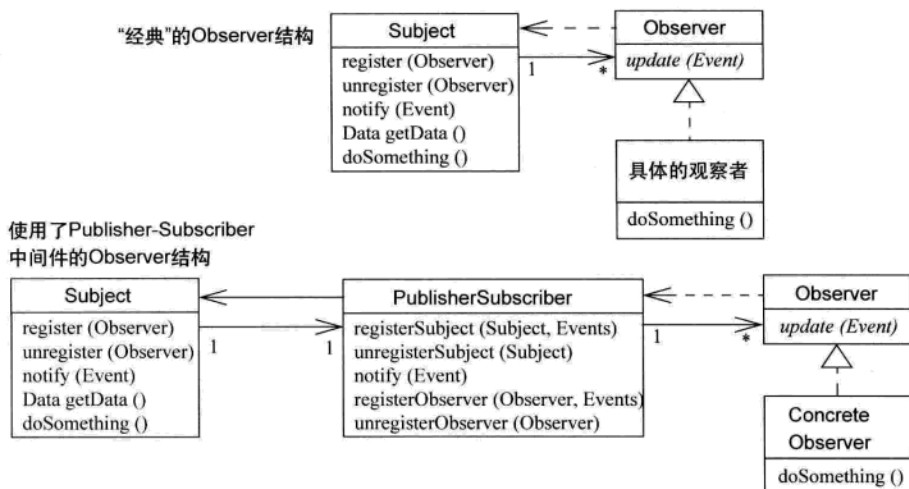 “经典”的Observer结构
Subject
register (Observer)
unregister (Observer)
notify (Event)
Data getData ()
doSomething ()
1
*
Observer
update (Event)
具体的观察者
doSomething ()
使用了Publisher-Subscriber
中间件的Observer结构
Subject
register (Observer)
unregister (Observer)
notify (Event)
Data getData ()
doSomething ()
1
1
PublisherSubscriber
registerSubject (Subject, Events)
unregisterSubject (Subject)
notify (Event)
registerObserver (Observer, Events)
unregisterObserver (Observer)
1
*
Observer
update (Event)
Concrete
Observer
doSomething ()